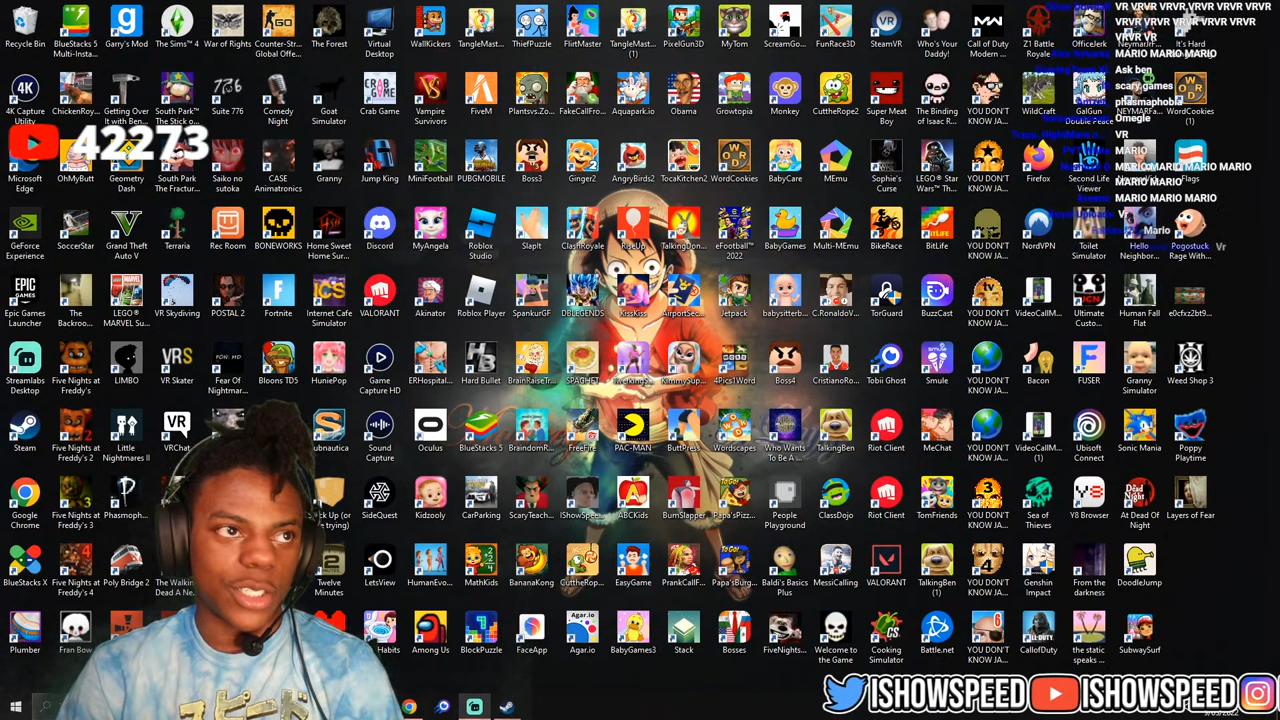 Recycle Bin
BlueStacks 5 Multi-Insta...
Garry's Mod
The Sims™ 4
War of Rights
Counter-Str... Global Offe...
The Forest
Virtual Desktop
WallKickers
TangleMast...
ThiefPuzzle
FlirtMaster
TangleMast... (1)
PixelGun3D
MyTom
ScreamGo...
FunRace3D
SteamVR
Who's Your Daddy!
Call of Duty Modern ...
Z1 Battle Royale
OfficeJerk
It's Hard
VR VRVR VRVR VRVR VRVR VRVR
VRVRVR VRVR VRVR VRVR VRVR
VRVR VR
MARIO MARIO MARIO
Ask ben
scary games
phasmaphobia
Omegle
VR
MARIO
MARIO MARIO MARIO MARIO
MARIO MARIO
MARIO MARIO MARIO
Mario
Vr
4K Capture Utility
ChickenRoy...
Getting Over It with Ben...
South Park™ The Stick o...
Suite 776
Comedy Night
Goat Simulator
Crab Game
Vampire Survivors
FiveM
Plantsvs.Zo...
FakeCallFro...
Aquapark.io
Obama
Growtopia
Monkey
CuttheRope2
Super Meat Boy
The Binding of Isaac R...
YOU DON'T KNOW JA...
WildCraft
GalGun Double Peace
WordCookies (1)
42273
Microsoft Edge
OhMyButt
Geometry Dash
South Park The Fractur...
Saiko no sutoka
CASE Animatronics
Granny
Jump King
MiniFootball
PUBGMOBILE
Boss3
Ginger2
AngryBirds2
TocaKitchen2
WordCookies
BabyCare
MEmu
Sophie's Curse
LEGO® Star Wars™ Th...
YOU DON'T KNOW JA...
Firefox
Second Life Viewer
Flags
GeForce Experience
SoccerStar
Grand Theft Auto V
Terraria
Rec Room
BONEWORKS
Home Sweet Home Sur...
Discord
MyAngela
Roblox Studio
SlapIt
ClashRoyale
RiseUp
TalkingDon...
eFootball™ 2022
BabyGames
Multi-MEmu
BikeRace
BitLife
YOU DON'T KNOW JA...
NordVPN
Toilet Simulator
Hello Neighbor...
Pogostuck Rage With...
Epic Games Launcher
The Backroo...
LEGO® MARVEL Su...
VR Skydiving
POSTAL 2
Fortnite
Internet Cafe Simulator
VALORANT
Akinator
Roblox Player
SpankurGF
DBLEGENDS
KissKiss
AirportSec...
Jetpack
babysitterb...
C.RonaldoV...
TorGuard
BuzzCast
YOU DON'T KNOW JA...
VideoCallM...
Ultimate Custo...
Human Fall Flat
e0cfxz2bt9...
Streamlabs Desktop
Five Nights at Freddy's
LIMBO
VR Skater
Fear Of Nightmar...
Bloons TD5
HuniePop
Game Capture HD
ERHospital...
Hard Bullet
BrainRaiseTr...
SPAGHET
TwerkingS...
KimmySup...
4Pics1Word
Boss4
CristianoRo...
Tobii Ghost
Smule
YOU DON'T KNOW JA...
Bacon
FUSER
Granny Simulator
Weed Shop 3
Steam
Five Nights at Freddy's 2
Little Nightmares II
VRChat
Subnautica
Sound Capture
Oculus
BlueStacks 5
BraindomR...
FreeFire
PAC-MAN
ButtPress
Wordscapes
Who Wants To Be A ...
TalkingBen
Riot Client
MeChat
YOU DON'T KNOW JA...
VideoCallM... (1)
Ubisoft Connect
Sonic Mania
Poppy Playtime
Google Chrome
Five Nights at Freddy's 3
Phasmoph...
SideQuest
Kidzooly
CarParking
ScaryTeach...
IShowSpee...
ABCKids
BurnSlapper
Papa'sPizz...
People Playground
ClassDojo
Riot Client
TomFriends
YOU DON'T KNOW JA...
Sea of Thieves
Y8 Browser
At Dead Of Night
Layers of Fear
BlueStacks X
Five Nights at Freddy's 4
Poly Bridge 2
The Walkin... Dead A Ne...
Twelve Minutes
LetsView
HumanEvo...
MathKids
BananaKong
CuttheRop...
EasyGame
PrankCallF...
Papa'sBurg...
Baldi's Basics Plus
MessiCalling
VALORANT
TalkingBen (1)
YOU DON'T KNOW JA...
Genshin Impact
From the darkness
DoodleJump
Plumber
Fran Bow
Habits
Among Us
BlockPuzzle
FaceApp
Agar.io
BabyGames3
Stack
Bosses
FiveNights...
Welcome to the Game
Cooking Simulator
Battle.net
YOU DON'T KNOW JA...
CallofDuty
the static speaks ...
SubwaySurf
スピード
ISHOWSPEED
ISHOWSPEED